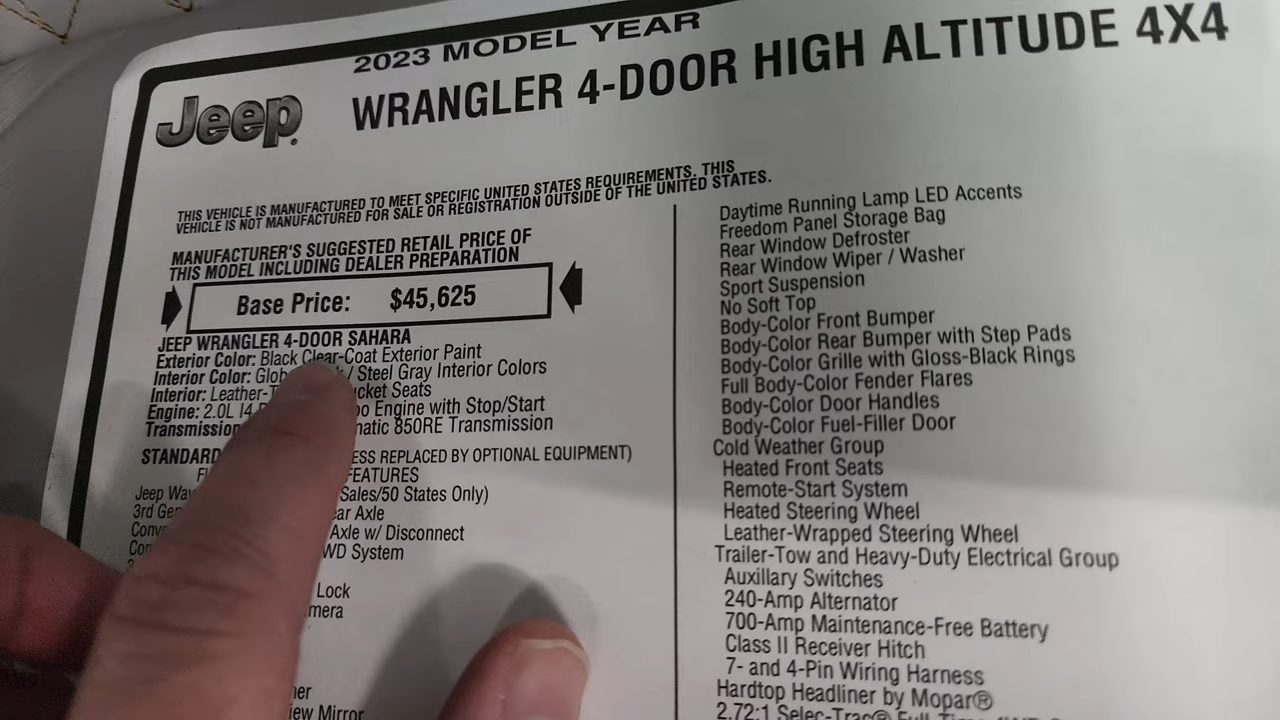 2023 MODEL YEAR
Jeep®
WRANGLER 4-DOOR HIGH ALTITUDE 4X4
THIS VEHICLE IS MANUFACTURED TO MEET SPECIFIC UNITED STATES REQUIREMENTS. THIS
VEHICLE IS NOT MANUFACTURED FOR SALE OR REGISTRATION OUTSIDE OF THE UNITED STATES.
MANUFACTURER'S SUGGESTED RETAIL PRICE OF
THIS MODEL INCLUDING DEALER PREPARATION
Base Price: $45,625
JEEP WRANGLER 4-DOOR SAHARA
Exterior Color: Black Clear-Coat Exterior Paint
Interior Color: / Steel Gray Interior Colors
Interior: Seats
Engine: 2.0L I4 Engine with Stop/Start
Transmission 850RE Transmission
STANDARD REPLACED BY OPTIONAL EQUIPMENT)
FEATURES
Jeep Sales/50 States Only)
3rd Axle
Axle w/ Disconnect
System
Lock
Mirror
Daytime Running Lamp LED Accents
Freedom Panel Storage Bag
Rear Window Defroster
Rear Window Wiper / Washer
Sport Suspension
No Soft Top
Body-Color Front Bumper
Body-Color Rear Bumper with Step Pads
Body-Color Grille with Gloss-Black Rings
Full Body-Color Fender Flares
Body-Color Door Handles
Body-Color Fuel-Filler Door
Cold Weather Group
Heated Front Seats
Remote-Start System
Heated Steering Wheel
Leather-Wrapped Steering Wheel
Trailer-Tow and Heavy-Duty Electrical Group
Auxillary Switches
240-Amp Alternator
700-Amp Maintenance-Free Battery
Class II Receiver Hitch
7- and 4-Pin Wiring Harness
Hardtop Headliner by Mopar®
2.72:1 Selec-Trac® Full